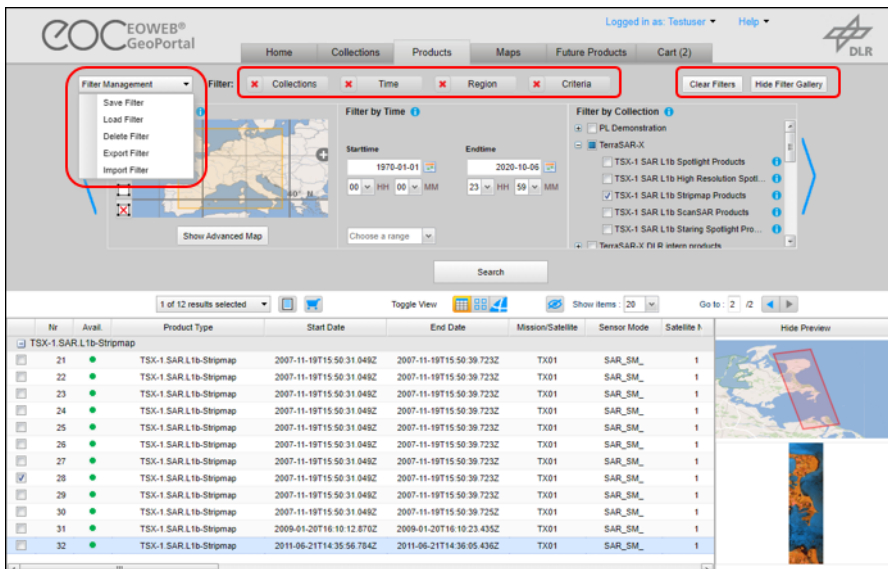 Logged in as: Testuser Help
eoc EOWEB®
GeoPortal
DLR
Home Collections Products Maps Future Products Cart (2)
Filter Management Filter: Collections Time Region Criteria Clear Filters Hide Filter Gallery
Save Filter
Load Filter
Delete Filter
Export Filter
Import Filter
Filter by Time
Starttime Endtime
1970-01-01 2020-10-06
00 HH 00 MM 23 HH 59 MM
Choose a range
40° N
Show Advanced Map
Filter by Collection
PL Demonstration
TerraSAR-X
TSX-1 SAR L1b Spotlight Products
TSX-1 SAR L1b High Resolution Spotl...
TSX-1 SAR L1b Stripmap Products
TSX-1 SAR L1b ScanSAR Products
TSX-1 SAR L1b Staring Spotlight Pro...
TerraSAR-X DLR intern products
Search
1 of 12 results selected Toggle View Show items : 20 Go to : 2 /2
Nr Avail. Product Type Start Date End Date Mission/Satellite Sensor Mode Satellite N Hide Preview
TSX-1.SAR.L1b-Stripmap
21 TSX-1.SAR.L1b-Stripmap 2007-11-19T15:50:31.049Z 2007-11-19T15:50:39.723Z TX01 SAR_SM_ 1
22 TSX-1.SAR.L1b-Stripmap 2007-11-19T15:50:31.049Z 2007-11-19T15:50:39.723Z TX01 SAR_SM_ 1
23 TSX-1.SAR.L1b-Stripmap 2007-11-19T15:50:31.049Z 2007-11-19T15:50:39.723Z TX01 SAR_SM_ 1
24 TSX-1.SAR.L1b-Stripmap 2007-11-19T15:50:31.049Z 2007-11-19T15:50:39.723Z TX01 SAR_SM_ 1
25 TSX-1.SAR.L1b-Stripmap 2007-11-19T15:50:31.049Z 2007-11-19T15:50:39.723Z TX01 SAR_SM_ 1
26 TSX-1.SAR.L1b-Stripmap 2007-11-19T15:50:31.049Z 2007-11-19T15:50:39.723Z TX01 SAR_SM_ 1
27 TSX-1.SAR.L1b-Stripmap 2007-11-19T15:50:31.049Z 2007-11-19T15:50:39.723Z TX01 SAR_SM_ 1
28 TSX-1.SAR.L1b-Stripmap 2007-11-19T15:50:31.049Z 2007-11-19T15:50:39.723Z TX01 SAR_SM_ 1
29 TSX-1.SAR.L1b-Stripmap 2007-11-19T15:50:31.049Z 2007-11-19T15:50:39.723Z TX01 SAR_SM_ 1
30 TSX-1.SAR.L1b-Stripmap 2007-11-19T15:50:31.049Z 2007-11-19T15:50:39.725Z TX01 SAR_SM_ 1
31 TSX-1.SAR.L1b-Stripmap 2009-01-20T16:10:12.870Z 2009-01-20T16:10:23.435Z TX01 SAR_SM_ 1
32 TSX-1.SAR.L1b-Stripmap 2011-06-21T14:35:56.784Z 2011-06-21T14:36:05.436Z TX01 SAR_SM_ 1